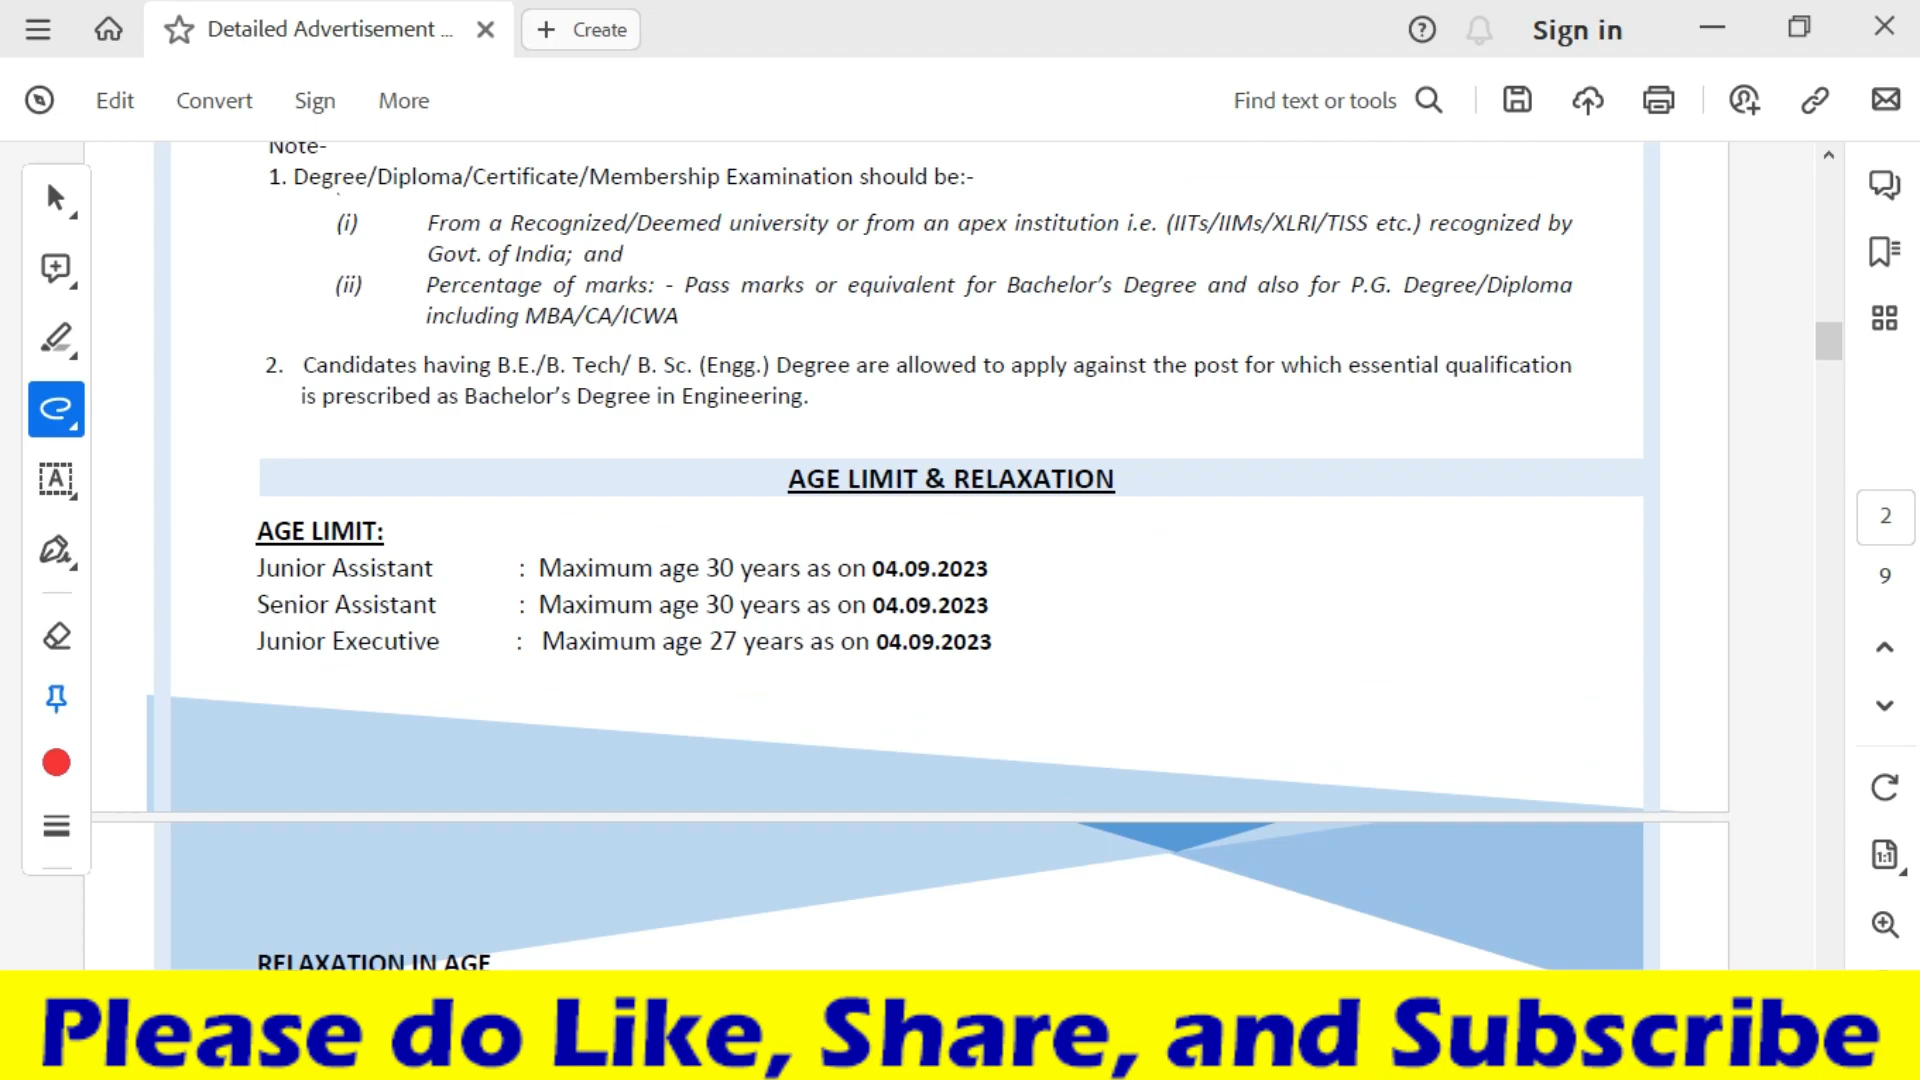 Detailed Advertisement ...
Create
Sign in
Edit
Convert
Sign
More
Find text or tools
Note-
1. Degree/Diploma/Certificate/Membership Examination should be:-
(i) From a Recognized/Deemed university or from an apex institution i.e. (IITs/IIMs/XLRI/TISS etc.) recognized by
Govt. of India; and
(ii) Percentage of marks: - Pass marks or equivalent for Bachelor's Degree and also for P.G. Degree/Diploma
including MBA/CA/ICWA
2. Candidates having B.E./B. Tech/ B. Sc. (Engg.) Degree are allowed to apply against the post for which essential qualification
is prescribed as Bachelor's Degree in Engineering.
AGE LIMIT & RELAXATION
AGE LIMIT:
Junior Assistant : Maximum age 30 years as on 04.09.2023
Senior Assistant : Maximum age 30 years as on 04.09.2023
Junior Executive : Maximum age 27 years as on 04.09.2023
2
9
RELAXATION IN AGE
Please do Like, Share, and Subscribe